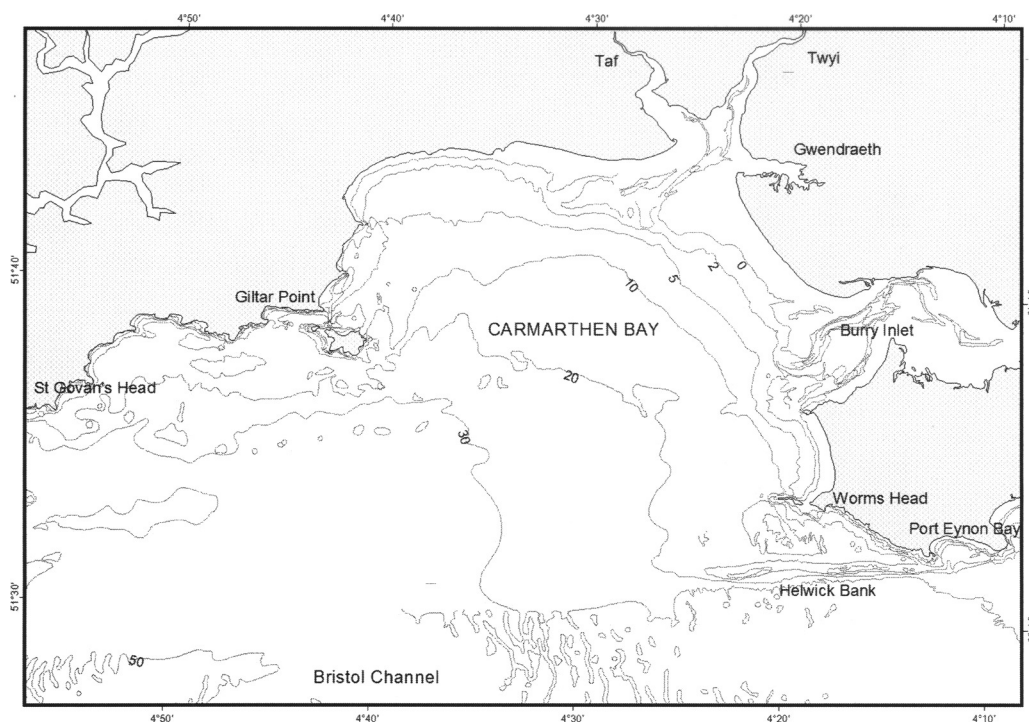 4°50' 4°40' 4°30' 4°20' 4°10'
Taf
Twyi
Gwendraeth
51°40'
0
2
5
10
Giltar Point
CARMARTHEN BAY
Burry Inlet
20
St Govan's Head
30
Worms Head
Port Eynon Bay
Helwick Bank
51°30'
50
Bristol Channel
4°50' 4°40' 4°30' 4°20' 4°10'